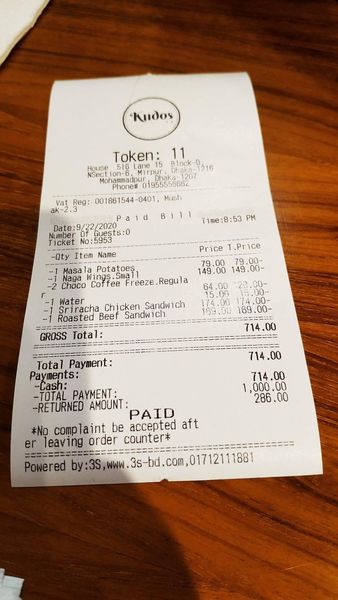 Kudos
Token: 11
House 516 Lane 15 Block-D,
NSection-6, Mirpur, Dhaka-1216
Mohammadpur, Dhaka-1207
Phone# 01955555682
Vat Reg: 001861544-0401, Mush
ak-2.3
Paid Bill
Date:9/22/2020 Time:8:53 PM
Number Of Guests:0
Ticket No:5953
-Qty Item Name Price T.Price
-1 Masala Potatoes 79.00 79.00-
-1 Naga Wings.Small 149.00 149.00-
-2 Choco Coffee Freeze.Regula
r 64.00 128.00-
-1 Water 15.00 15.00-
-1 Sriracha Chicken Sandwich 174.00 174.00-
-1 Roasted Beef Sandwich 169.00 169.00-
GROSS Total: 714.00
Total Payment: 714.00
Payments:
-Cash: 714.00
-TOTAL PAYMENT: 1,000.00
-RETURNED AMOUNT: 286.00
PAID
*No complaint be accepted aft
er leaving order counter*
Powered by:3S,www.3s-bd.com,01712111881